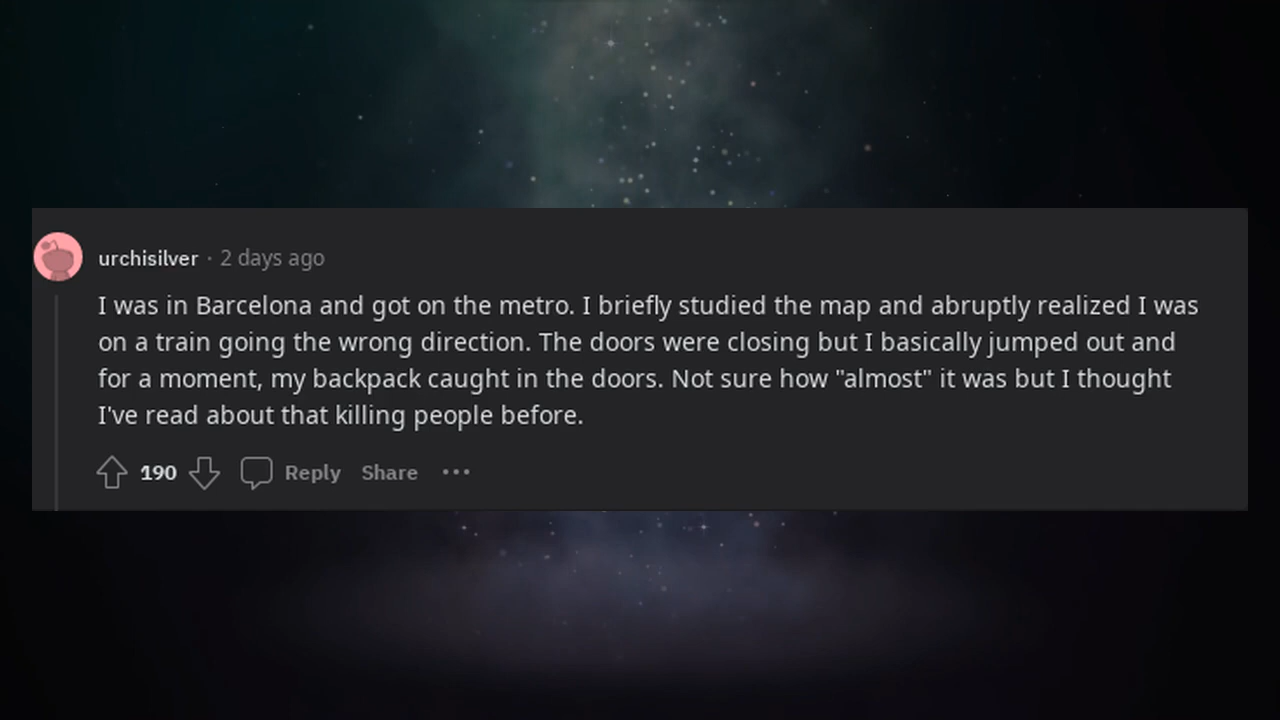 urchisilver · 2 days ago
I was in Barcelona and got on the metro. I briefly studied the map and abruptly realized I was
on a train going the wrong direction. The doors were closing but I basically jumped out and
for a moment, my backpack caught in the doors. Not sure how "almost" it was but I thought
I've read about that killing people before.
190 Reply Share ···